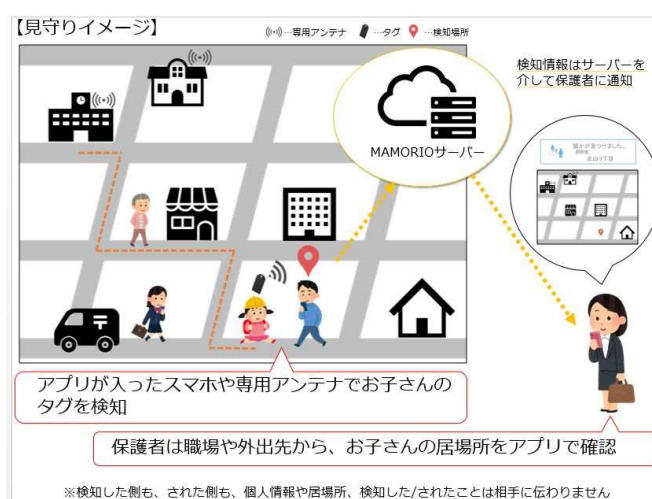 【見守りイメージ】
…専用アンテナ …タグ …検知場所
検知情報はサーバーを
介して保護者に通知
MAMORIOサーバー
アプリが入ったスマホや専用アンテナでお子さんの
タグを検知
保護者は職場や外出先から、お子さんの居場所をアプリで確認
※検知した側も、された側も、個人情報や居場所、検知した/されたことは相手に伝わりません